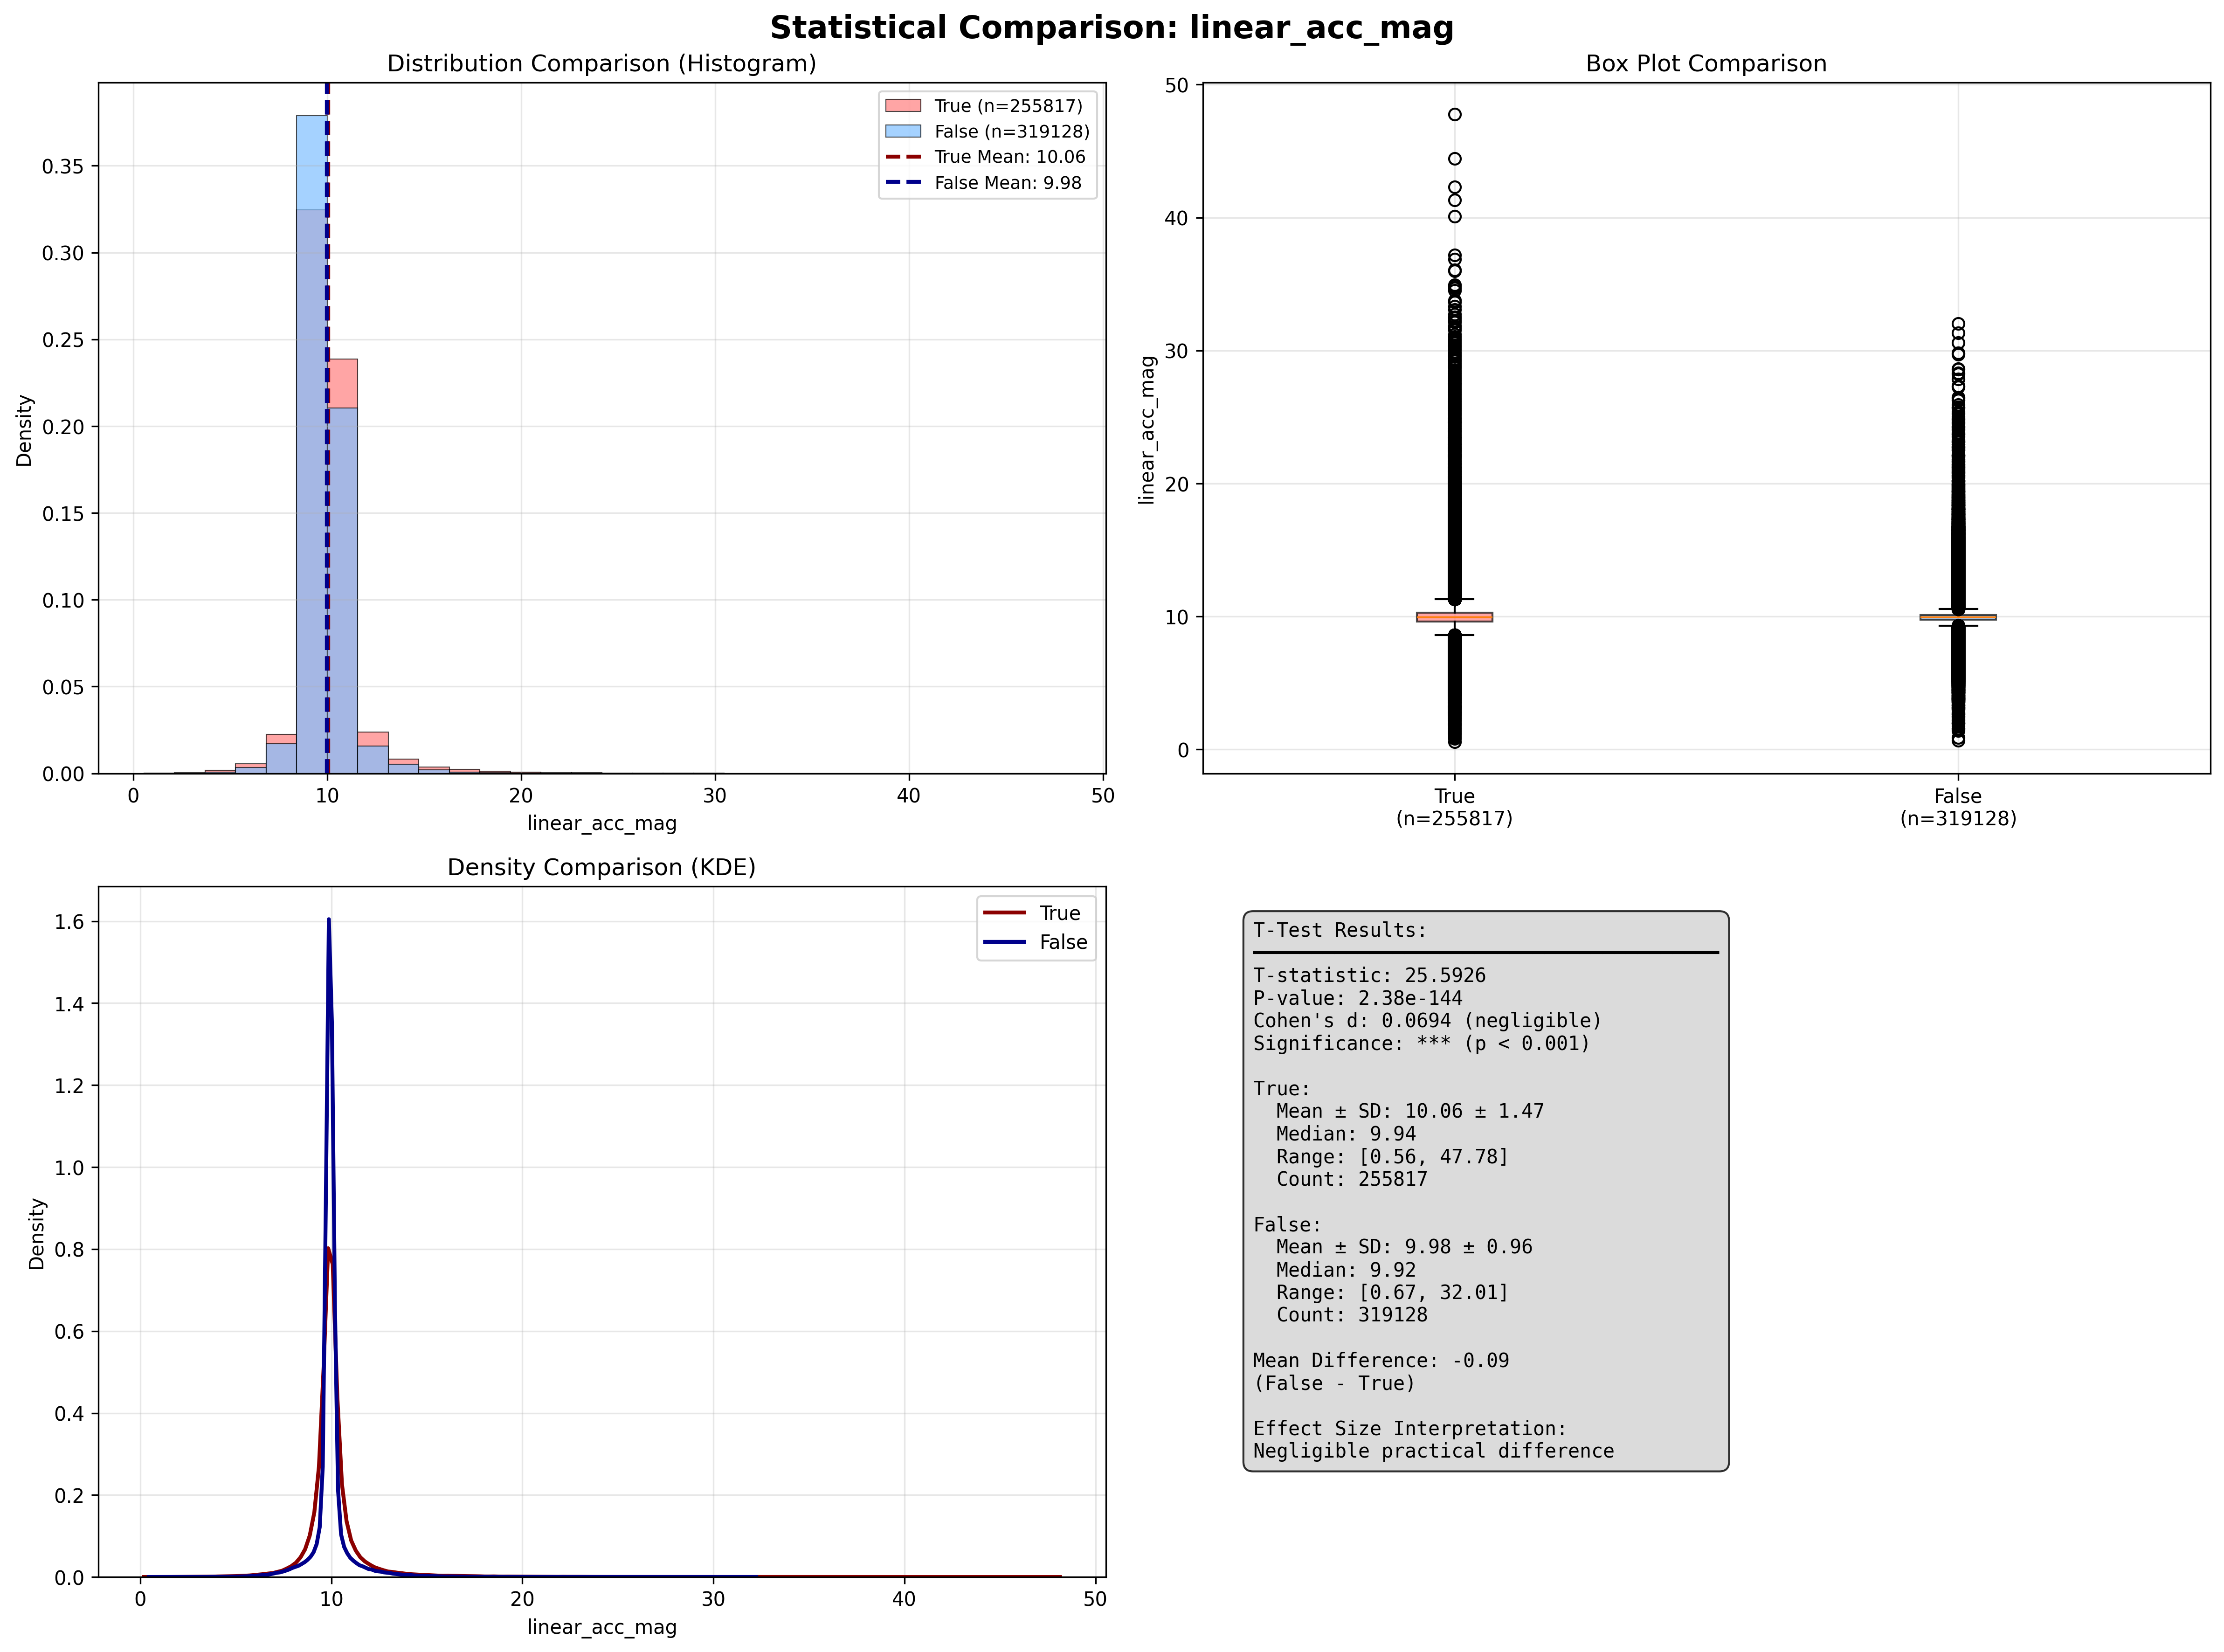 Statistical Comparison: linear_acc_mag
Distribution Comparison (Histogram)
True (n=255817)
False (n=319128)
True Mean: 10.06
False Mean: 9.98
Density
0.35
0.30
0.25
0.20
0.15
0.10
0.05
0.00
0
10
20
30
40
50
linear_acc_mag
Box Plot Comparison
linear_acc_mag
50
40
30
20
10
0
True
(n=255817)
False
(n=319128)
Density Comparison (KDE)
True
False
Density
1.6
1.4
1.2
1.0
0.8
0.6
0.4
0.2
0.0
0
10
20
30
40
50
linear_acc_mag
T-Test Results:
T-statistic: 25.5926
P-value: 2.38e-144
Cohen's d: 0.0694 (negligible)
Significance: *** (p < 0.001)
True:
Mean ± SD: 10.06 ± 1.47
Median: 9.94
Range: [0.56, 47.78]
Count: 255817
False:
Mean ± SD: 9.98 ± 0.96
Median: 9.92
Range: [0.67, 32.01]
Count: 319128
Mean Difference: -0.09
(False - True)
Effect Size Interpretation:
Negligible practical difference